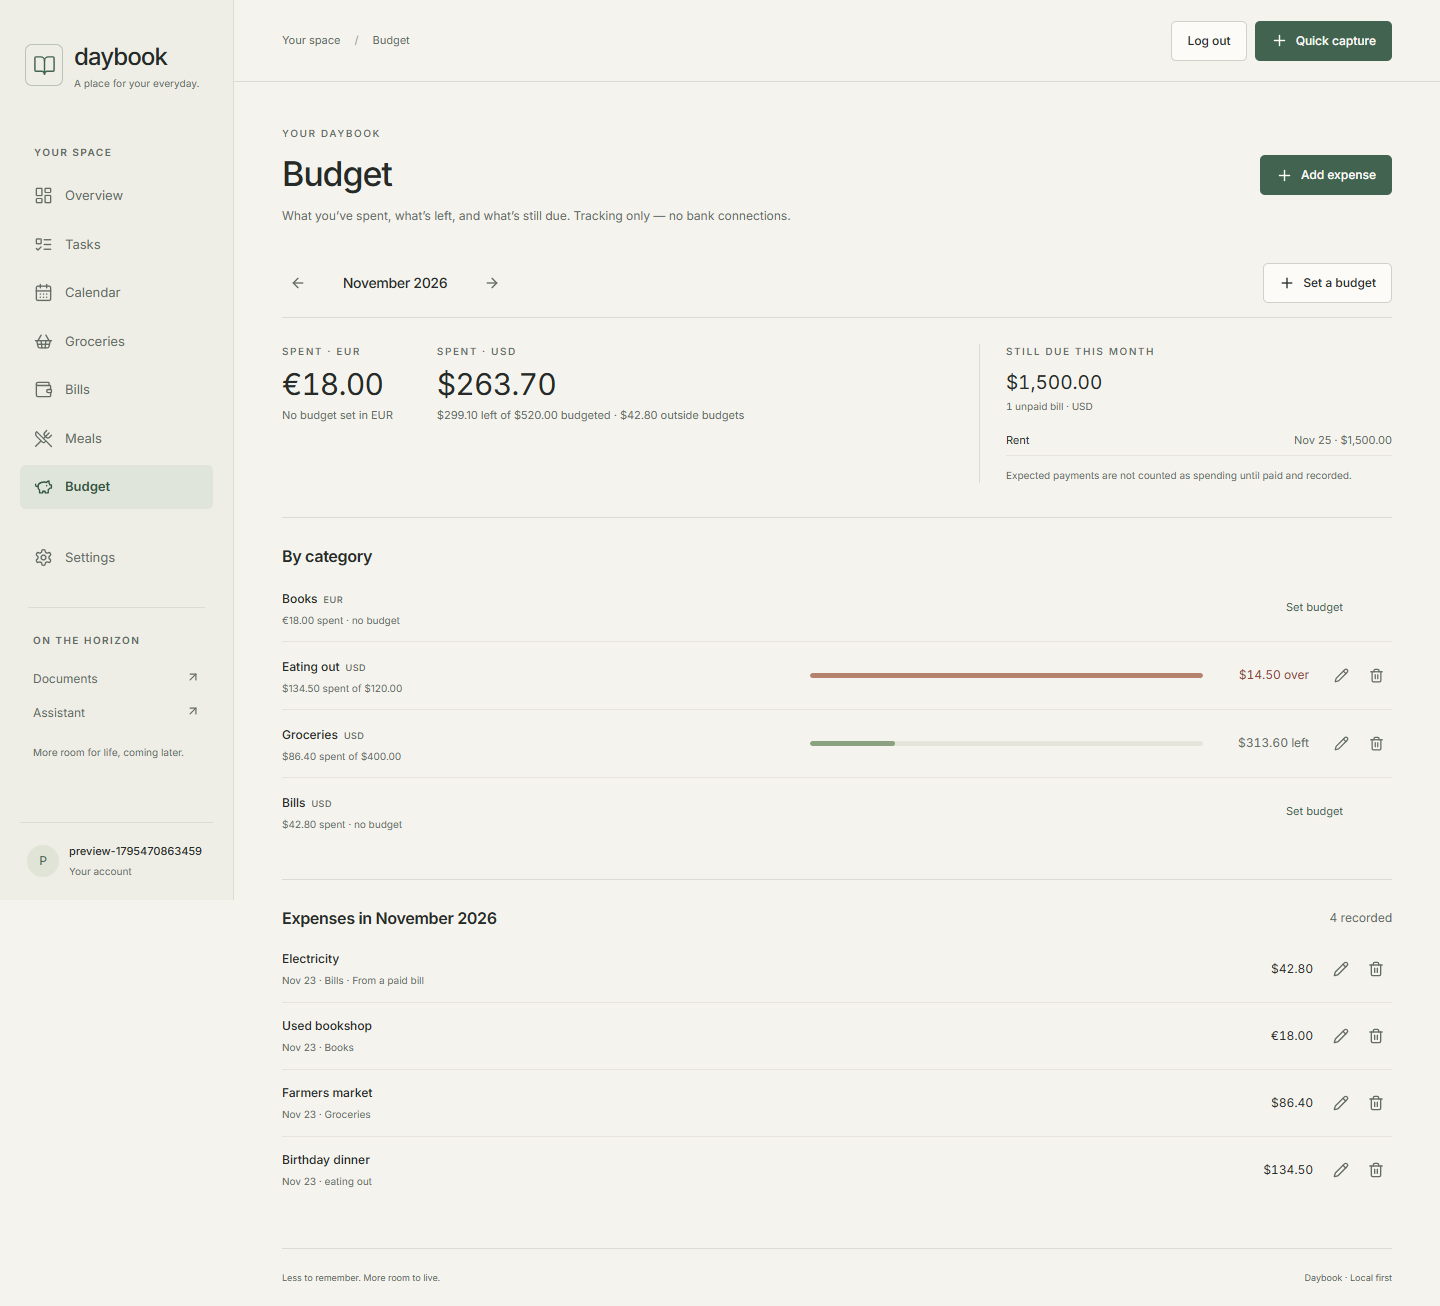 daybook
A place for your everyday.
YOUR SPACE
Overview
Tasks
Calendar
Groceries
Bills
Meals
Budget
Settings
ON THE HORIZON
Documents
Assistant
More room for life, coming later.
P
preview-1795470863459
Your account
Your space / Budget
Log out
Quick capture
YOUR DAYBOOK
Budget
Add expense
What you’ve spent, what’s left, and what’s still due. Tracking only — no bank connections.
November 2026
Set a budget
SPENT · EUR
€18.00
No budget set in EUR
SPENT · USD
$263.70
$299.10 left of $520.00 budgeted · $42.80 outside budgets
STILL DUE THIS MONTH
$1,500.00
1 unpaid bill · USD
Rent Nov 25 · $1,500.00
Expected payments are not counted as spending until paid and recorded.
By category
Books EUR
€18.00 spent · no budget
Set budget
Eating out USD
$134.50 spent of $120.00
$14.50 over
Groceries USD
$86.40 spent of $400.00
$313.60 left
Bills USD
$42.80 spent · no budget
Set budget
Expenses in November 2026
4 recorded
Electricity
Nov 23 · Bills · From a paid bill
$42.80
Used bookshop
Nov 23 · Books
€18.00
Farmers market
Nov 23 · Groceries
$86.40
Birthday dinner
Nov 23 · eating out
$134.50
Less to remember. More room to live.
Daybook · Local first